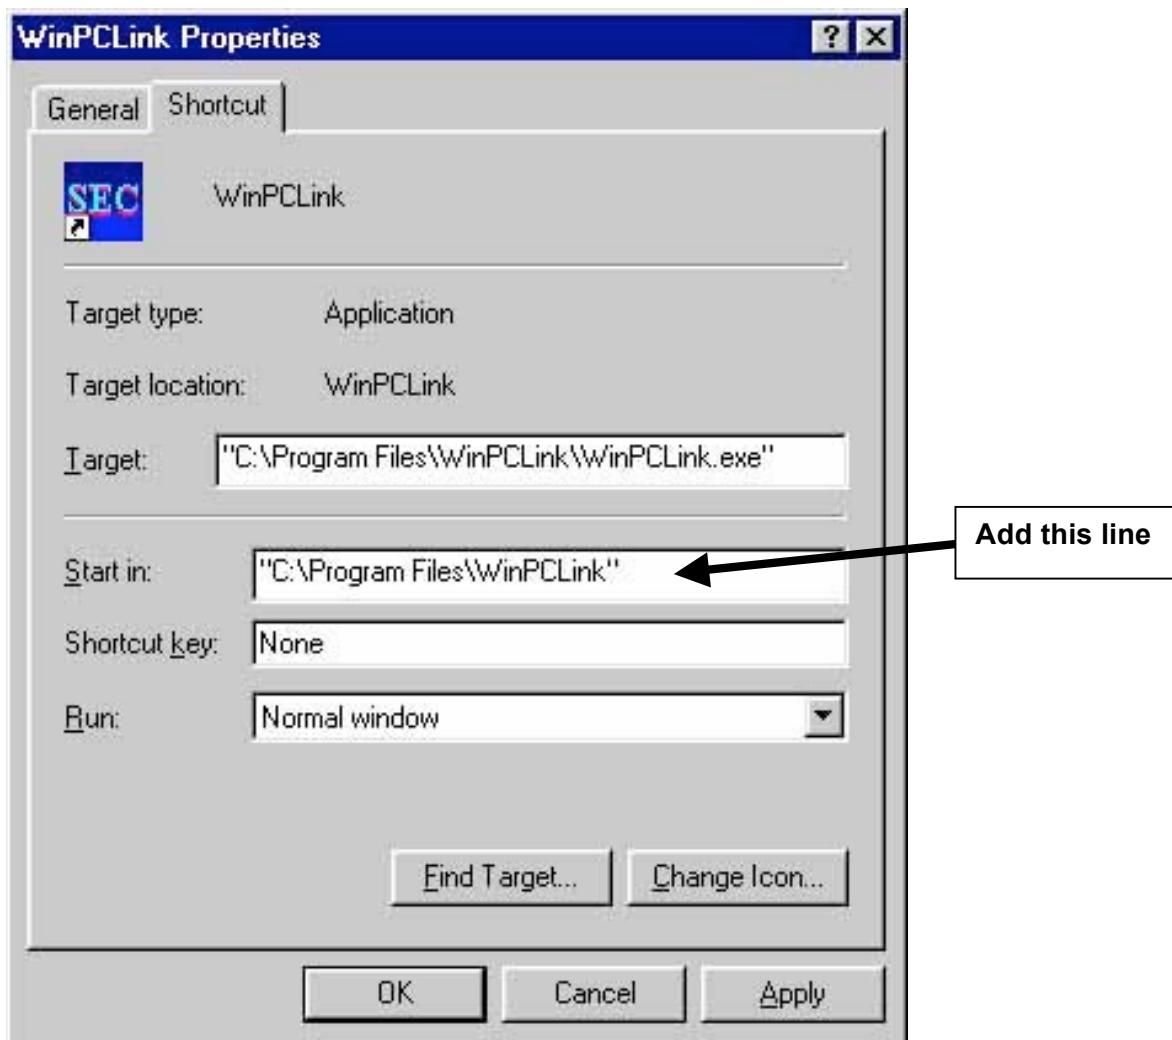 WinPCLink Properties
General
Shortcut
SEC
WinPCLink
Target type: Application
Target location: WinPCLink
Target: "C:\Program Files\WinPCLink\WinPCLink.exe"
Start in: "C:\Program Files\WinPCLink"
Add this line
Shortcut key: None
Run: Normal window
Find Target...
Change Icon...
OK
Cancel
Apply